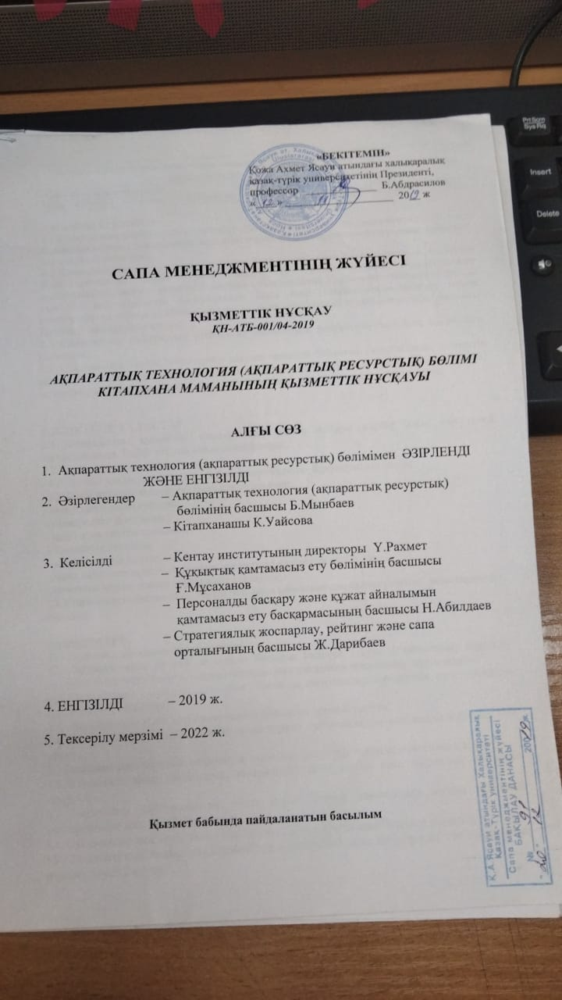 «БЕКІТЕМІН»
Қожа Ахмет Ясауи атындағы халықаралық
қазақ-түрік университетінің Президенті,
профессор ________ Б.Абдрасилов
«12» ________ 2019 ж
САПА МЕНЕДЖМЕНТІНІҢ ЖҮЙЕСІ
ҚЫЗМЕТТІК НҰСҚАУ
ҚН-АТБ-001/04-2019
АҚПАРАТТЫҚ ТЕХНОЛОГИЯ (АҚПАРАТТЫҚ РЕСУРСТЫҚ) БӨЛІМІ
КІТАПХАНА МАМАНЫНЫҢ ҚЫЗМЕТТІК НҰСҚАУЫ
АЛҒЫ СӨЗ
1. Ақпараттық технология (ақпараттық ресурстық) бөлімімен ӘЗІРЛЕНДІ
ЖӘНЕ ЕНГІЗІЛДІ
2. Әзірлегендер – Ақпараттық технология (ақпараттық ресурстық)
бөлімінің басшысы Б.Мынбаев
– Кітапханашы К.Уайсова
3. Келісілді – Кентау институтының директоры Ү.Рахмет
– Құқықтық қамтамасыз ету бөлімінің басшысы
Ғ.Мұсаханов
– Персоналды басқару және құжат айналымын
қамтамасыз ету басқармасының басшысы Н.Абилдаев
– Стратегиялық жоспарлау, рейтинг және сапа
орталығының басшысы Ж.Дарибаев
4. ЕНГІЗІЛДІ – 2019 ж.
5. Тексерілу мерзімі – 2022 ж.
Қызмет бабында пайдаланатын басылым
Қ.А.Ясауи атындағы Халықаралық
Қазақ-Түрік университеті
Сапа менеджментінің жүйесі
БАҚЫЛАУ ДАНАСЫ
№ 91
Prt Scrn
Sys Rq
Insert
Delete